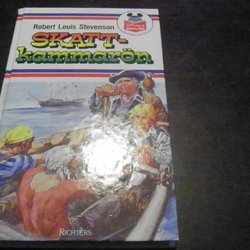 Robert Louis Stevenson
SKATT-
kammarön
RICHTERS